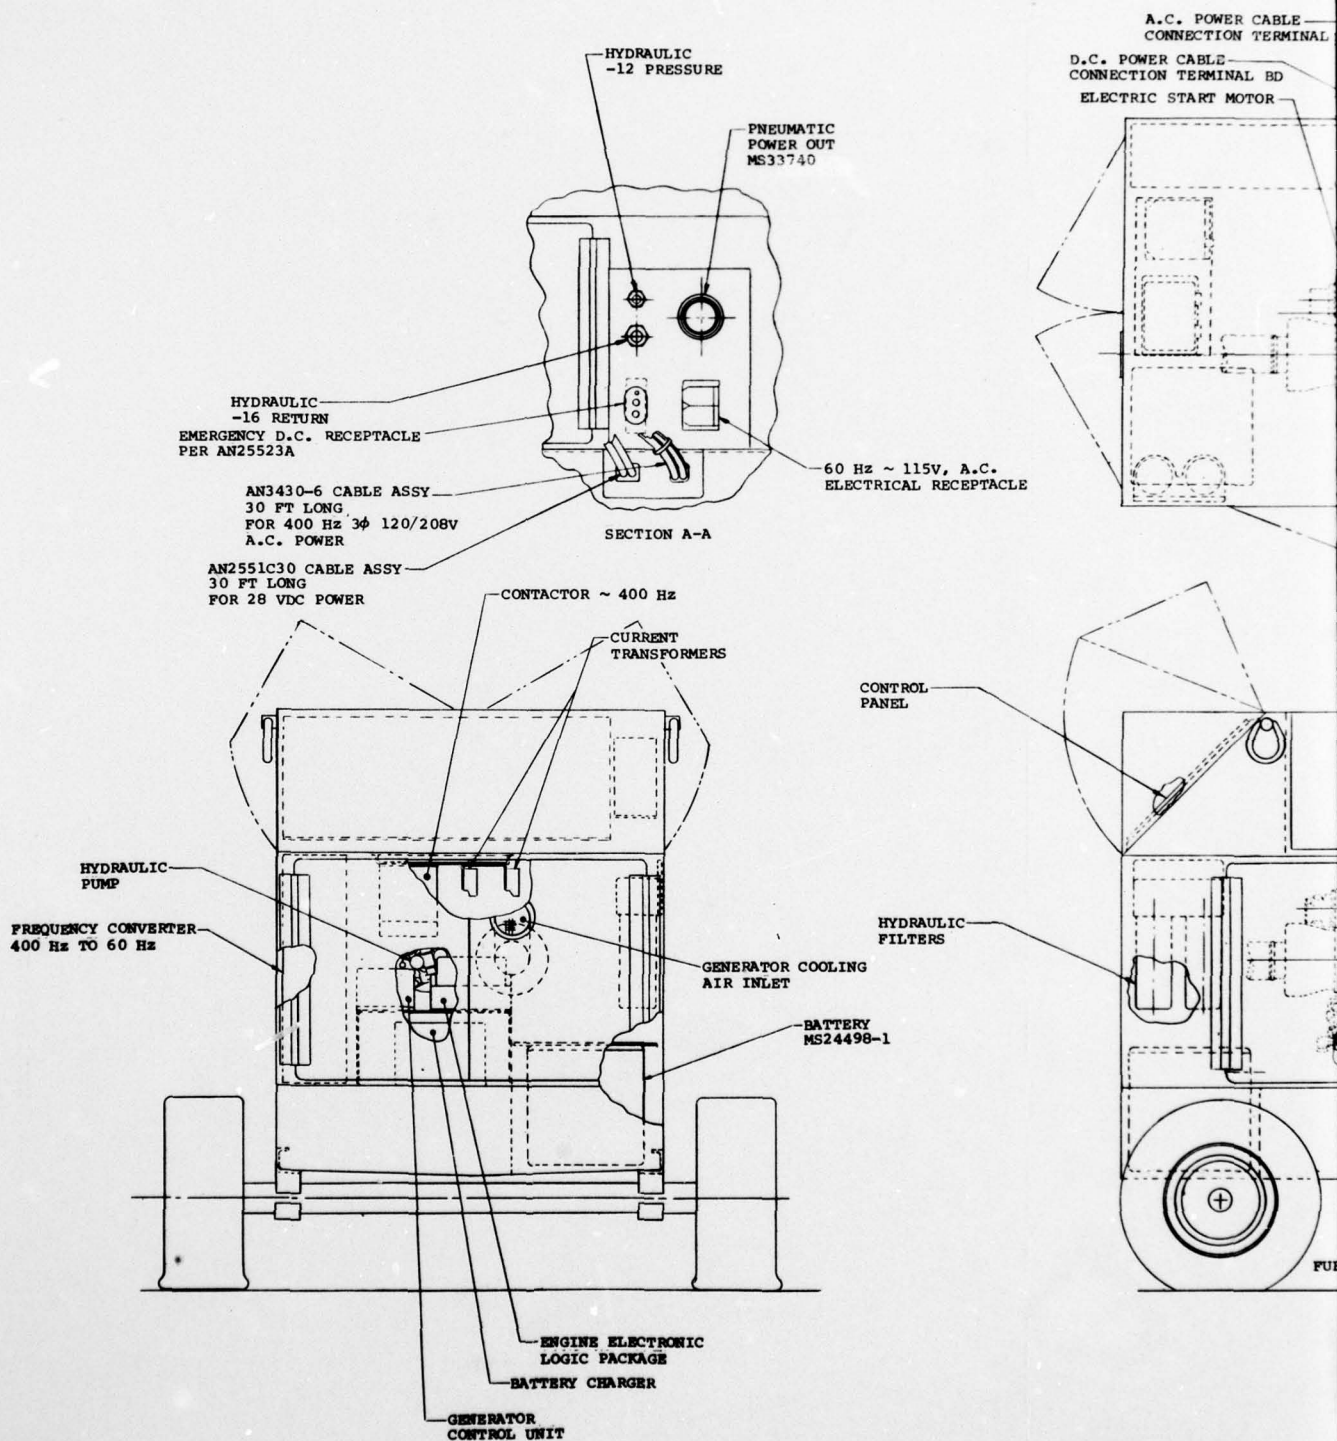 A.C. POWER CABLE
CONNECTION TERMINAL
D.C. POWER CABLE
CONNECTION TERMINAL BD
ELECTRIC START MOTOR
HYDRAULIC
-12 PRESSURE
PNEUMATIC
POWER OUT
MS33740
HYDRAULIC
-16 RETURN
EMERGENCY D.C. RECEPTACLE
PER AN25523A
AN3430-6 CABLE ASSY
30 FT LONG
FOR 400 Hz 3ϕ 120/208V
A.C. POWER
AN2551C30 CABLE ASSY
30 FT LONG
FOR 28 VDC POWER
60 Hz ~ 115V, A.C.
ELECTRICAL RECEPTACLE
SECTION A-A
CONTACTOR ~ 400 Hz
CURRENT
TRANSFORMERS
CONTROL
PANEL
HYDRAULIC
PUMP
FREQUENCY CONVERTER
400 Hz TO 60 Hz
HYDRAULIC
FILTERS
GENERATOR COOLING
AIR INLET
BATTERY
MS24498-1
ENGINE ELECTRONIC
LOGIC PACKAGE
BATTERY CHARGER
GENERATOR
CONTROL UNIT